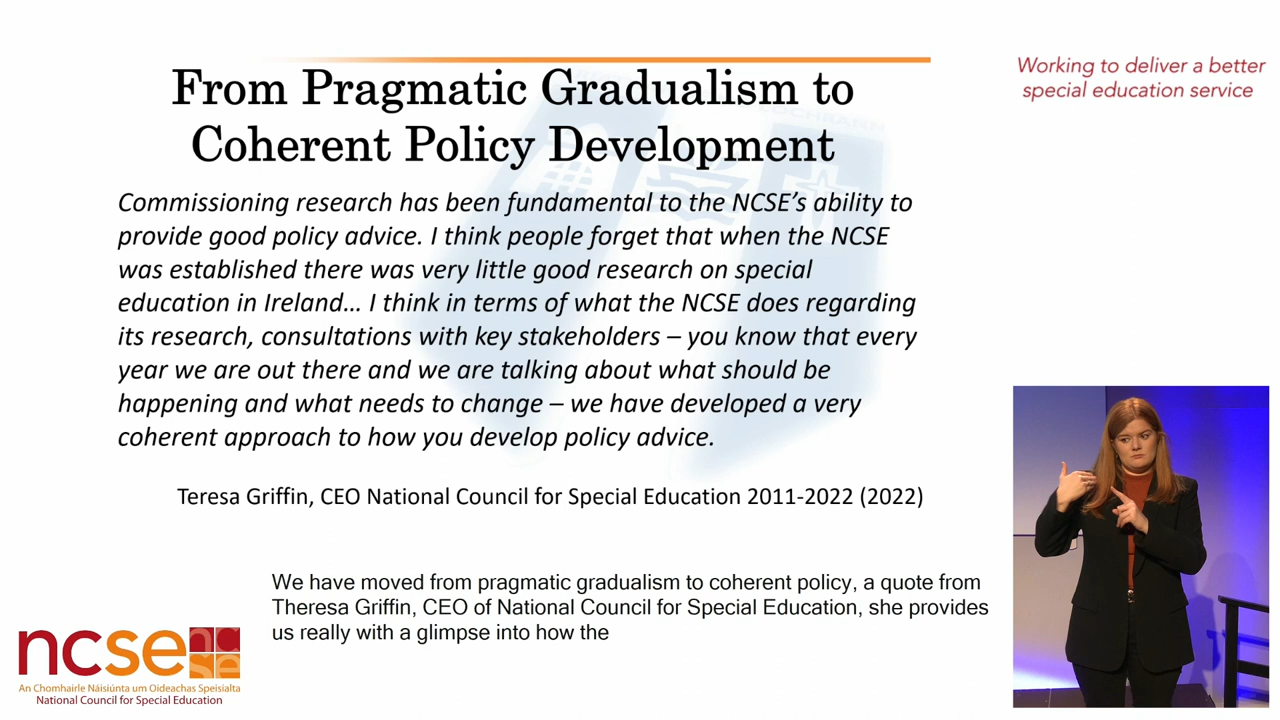 From Pragmatic Gradualism to
Coherent Policy Development
Working to deliver a better
special education service
Commissioning research has been fundamental to the NCSE’s ability to
provide good policy advice. I think people forget that when the NCSE
was established there was very little good research on special
education in Ireland… I think in terms of what the NCSE does regarding
its research, consultations with key stakeholders – you know that every
year we are out there and we are talking about what should be
happening and what needs to change – we have developed a very
coherent approach to how you develop policy advice.
Teresa Griffin, CEO National Council for Special Education 2011-2022 (2022)
We have moved from pragmatic gradualism to coherent policy, a quote from
Theresa Griffin, CEO of National Council for Special Education, she provides
us really with a glimpse into how the
ncse
An Chomhairle Náisiúnta um Oideachas Speisialta
National Council for Special Education